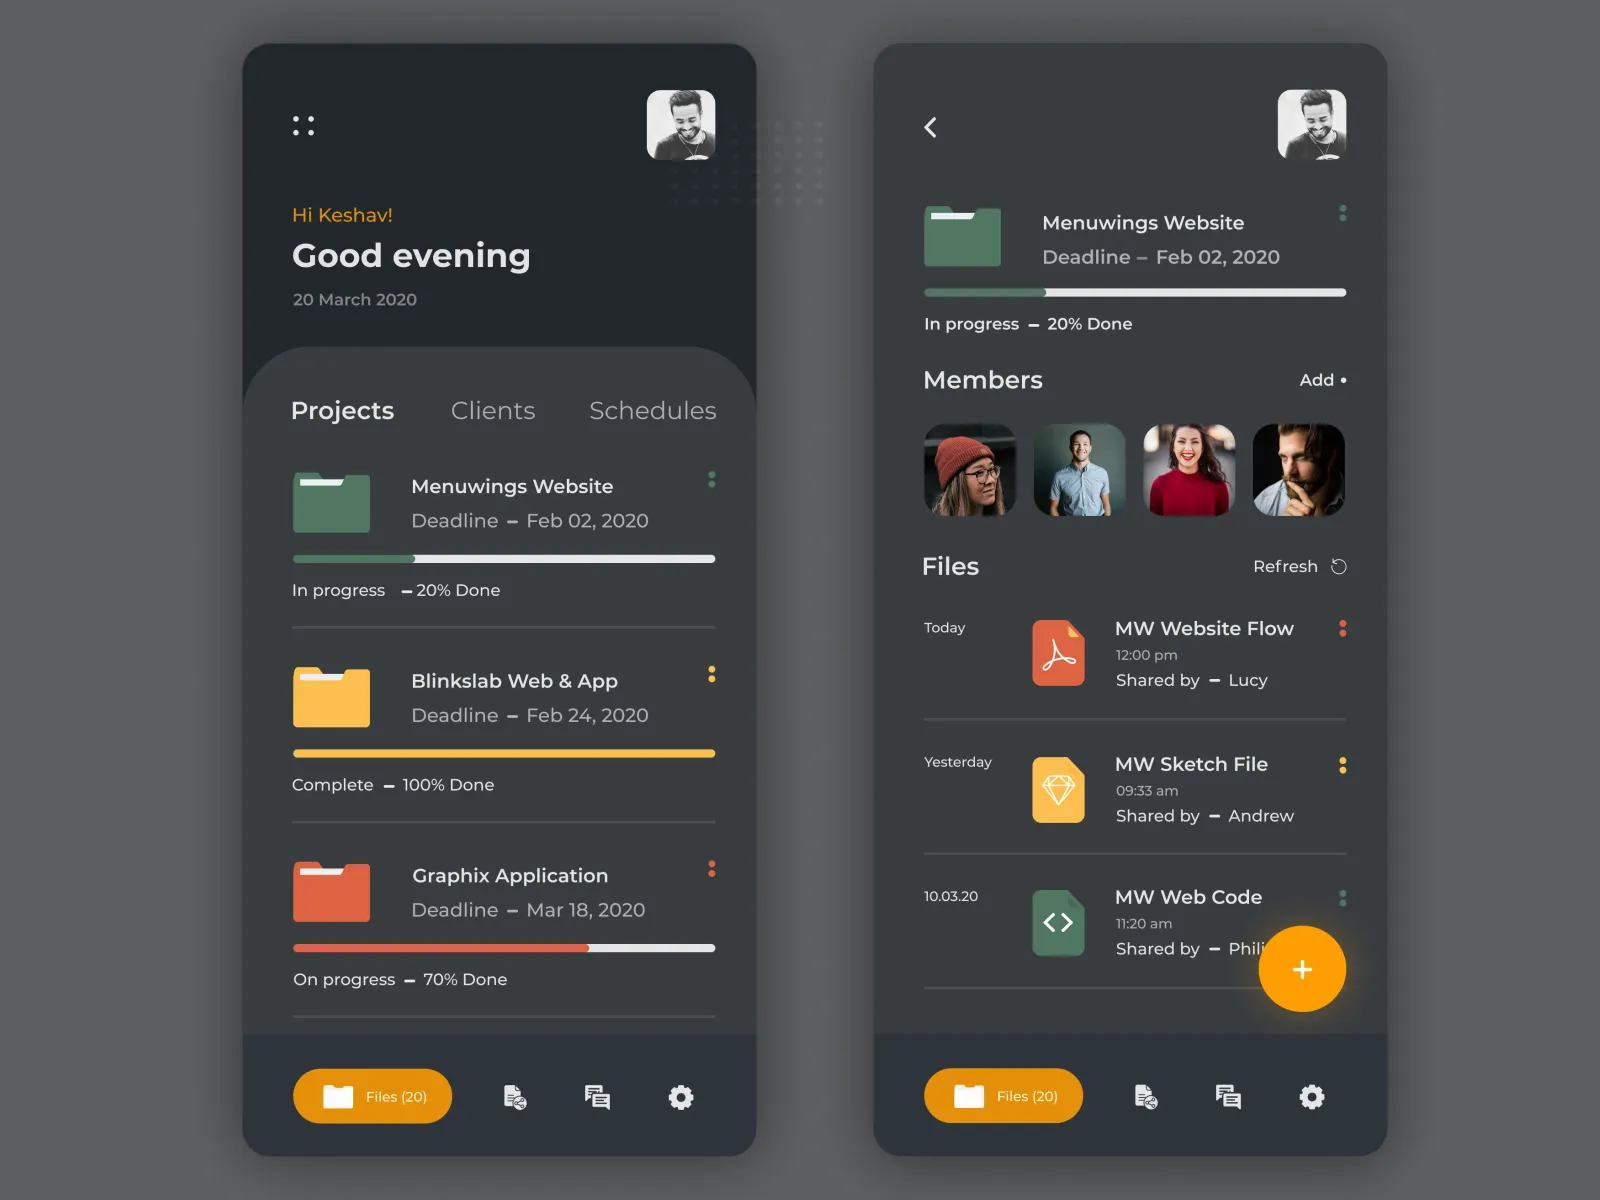 Hi Keshav!
Good evening
20 March 2020
Projects Clients Schedules
Menuwings Website
Deadline – Feb 02, 2020
In progress – 20% Done
Blinkslab Web & App
Deadline – Feb 24, 2020
Complete – 100% Done
Graphix Application
Deadline – Mar 18, 2020
On progress – 70% Done
Files (20)
Menuwings Website
Deadline – Feb 02, 2020
In progress – 20% Done
Members Add •
Files Refresh
Today
MW Website Flow
12:00 pm
Shared by – Lucy
Yesterday
MW Sketch File
09:33 am
Shared by – Andrew
10.03.20
MW Web Code
11:20 am
Shared by –
Files (20)